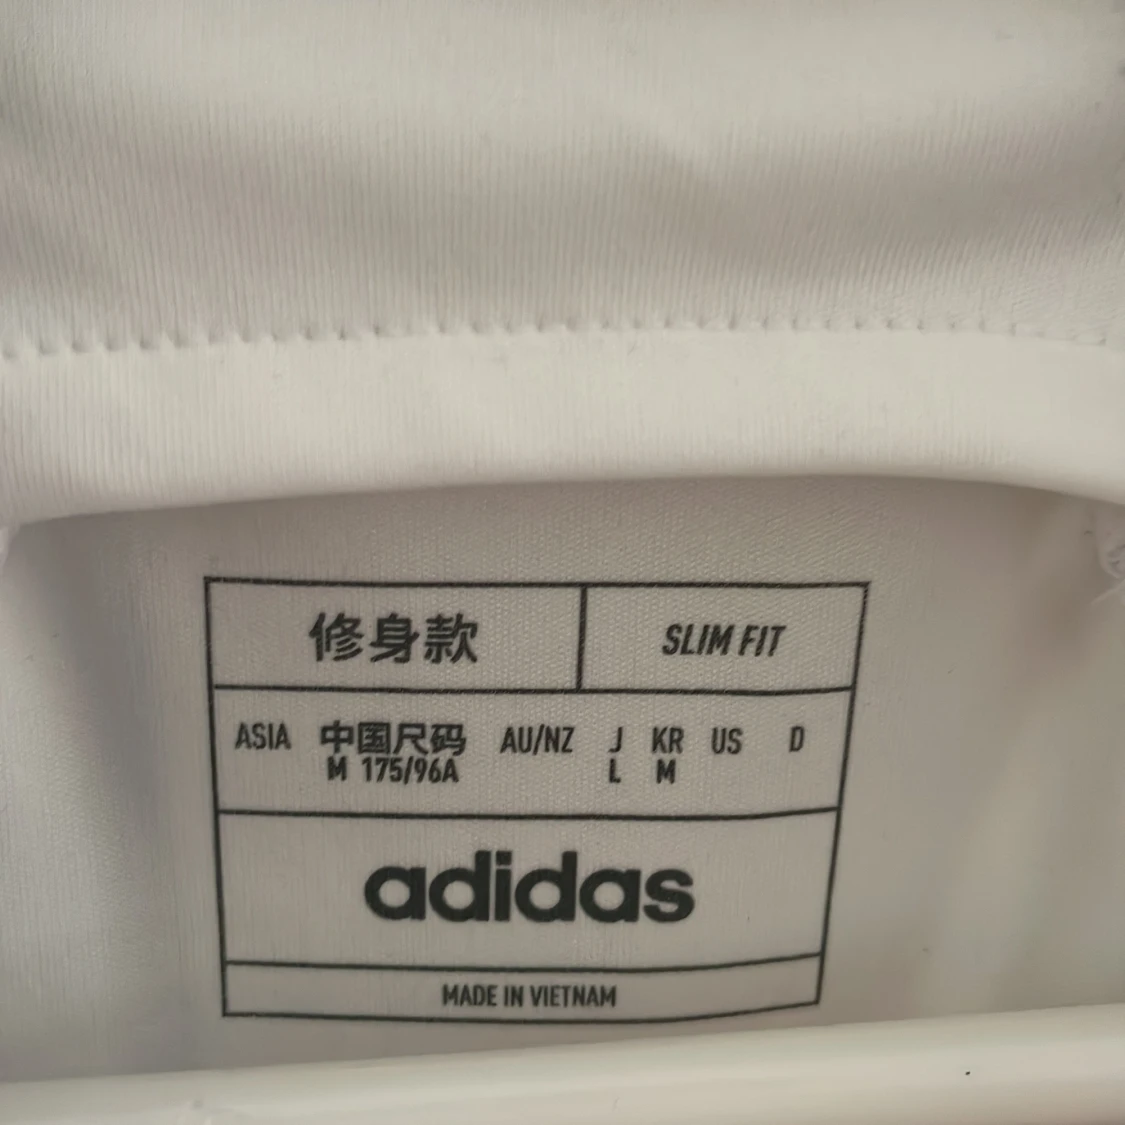 修身款 SLIM FIT
ASIA 中国尺码 AU/NZ J KR US D
M 175/96A L M
adidas
MADE IN VIETNAM